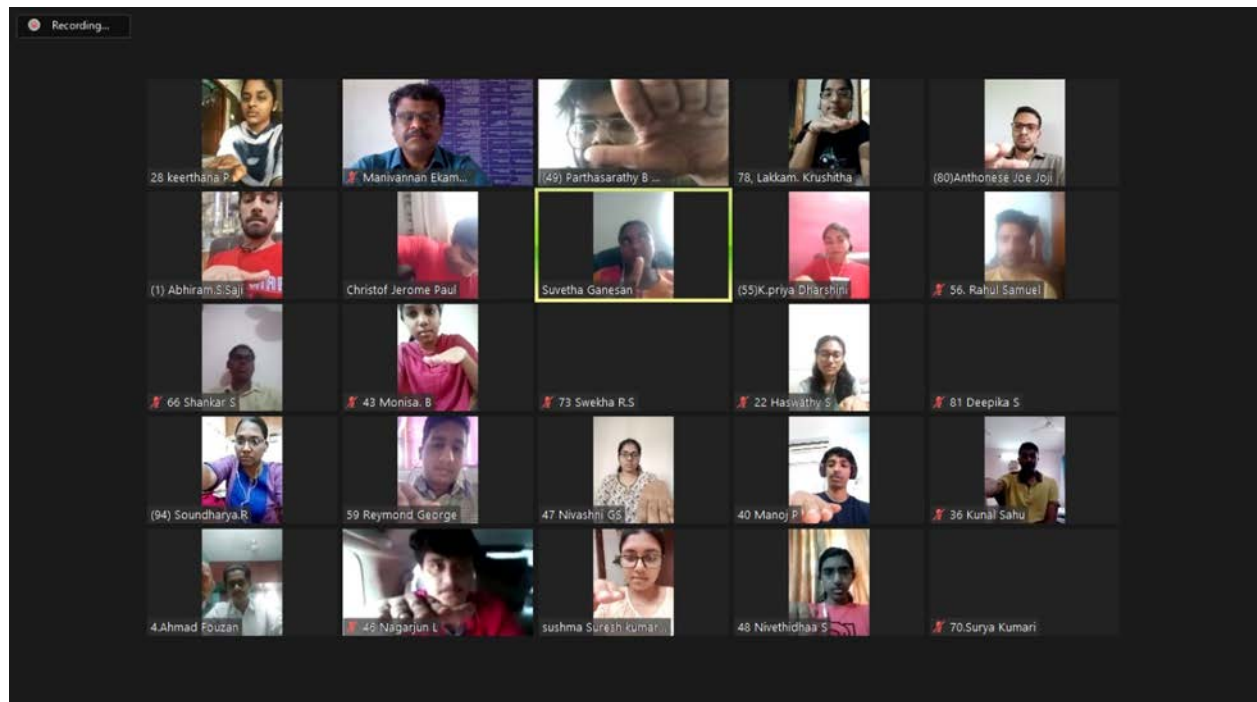 Recording...
28 keerthana P
Manivannan Ekam...
(49) Parthasarathy B ...
78, Lakkam. Krushitha
(80)Anthonese Joe Joji
(1) Abhiram.S.Saji
Christof Jerome Paul
Suvetha Ganesan
(55)K.priya Dharshini
56. Rahul Samuel
66 Shankar S
43 Monisa. B
73 Swekha R.S
22 Haswathy S
81 Deepika S
(94) Soundharya.R
59 Reymond George
47 Nivashni GS
40 Manoj P
36 Kunal Sahu
4.Ahmad Fouzan
46 Nagarjun L
sushma Suresh kumar...
48 Nivethidhaa S
70.Surya Kumari